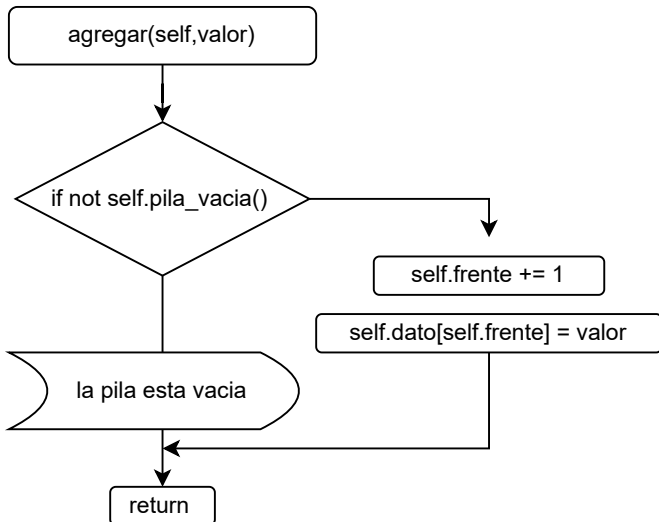 agregar(self,valor)
if not self.pila_vacia()
self.frente += 1
self.dato[self.frente] = valor
la pila esta vacia
return